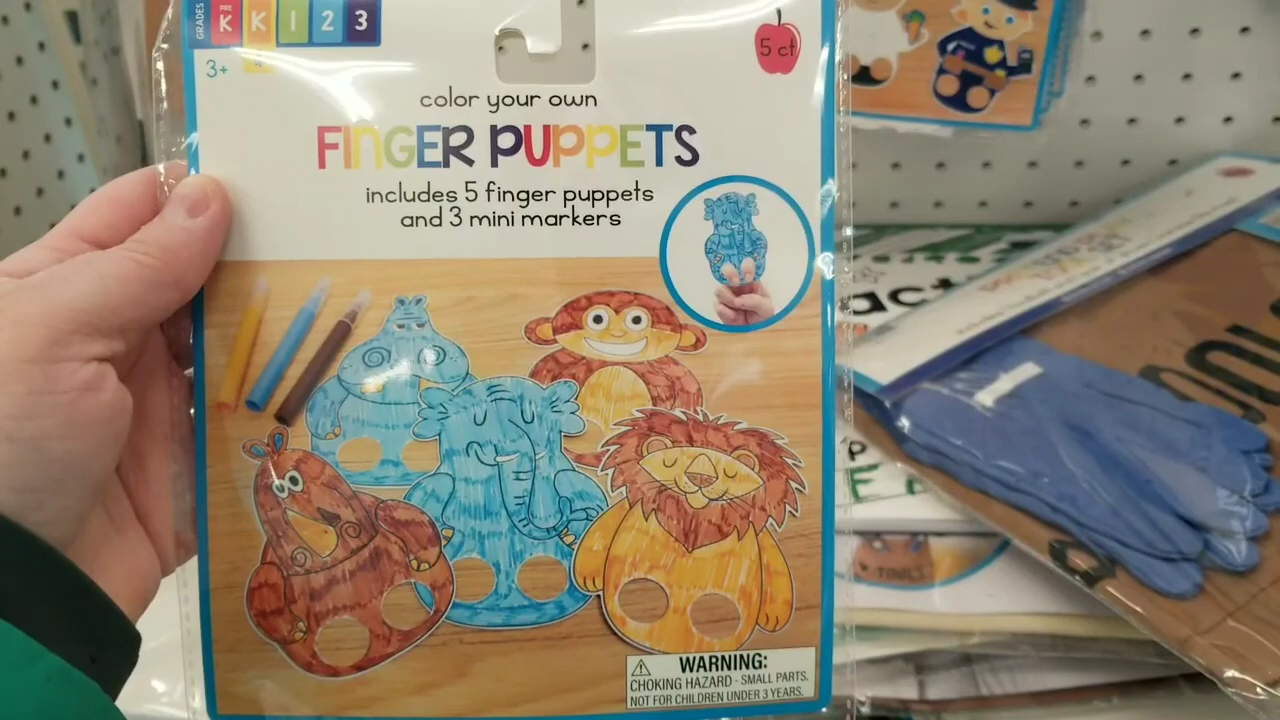 GRADES PRE K K 1 2 3
3+
5 ct
color your own
FINGER PUPPETS
includes 5 finger puppets
and 3 mini markers
WARNING:
CHOKING HAZARD - SMALL PARTS.
NOT FOR CHILDREN UNDER 3 YEARS.